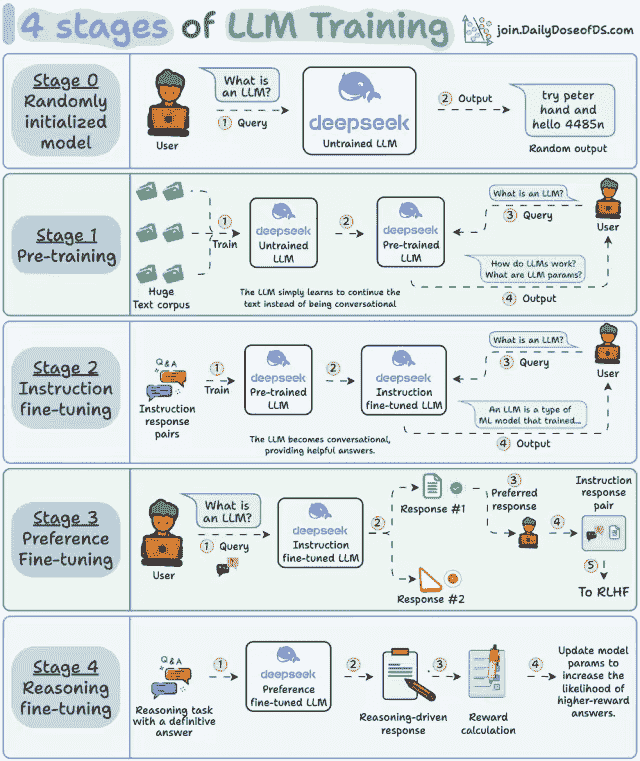 4 stages of LLM Training
join.DailyDoseofDS.com
Stage 0
Randomly
initialized
model
User
What is
an LLM?
1 Query
deepseek
Untrained LLM
2 Output
try peter
hand and
hello 4485n
Random output
Stage 1
Pre-training
Huge
Text corpus
1
Train
deepseek
Untrained
LLM
2
deepseek
Pre-trained
LLM
The LLM simply learns to continue the
text instead of being conversational
What is an LLM?
3 Query
User
How do LLMs work?
What are LLM params?
4 Output
Stage 2
Instruction
fine-tuning
Q & A
Instruction
response
pairs
1
Train
deepseek
Pre-trained
LLM
2
deepseek
Instruction
fine-tuned LLM
The LLM becomes conversational,
providing helpful answers.
What is an LLM?
3 Query
User
An LLM is a type of
ML model that trained...
4 Output
Stage 3
Preference
Fine-tuning
User
What is
an LLM?
1 Query
deepseek
Instruction
fine-tuned LLM
2
Response #1
Response #2
3
Preferred
response
4
Instruction
response
pair
5
To RLHF
Stage 4
Reasoning
fine-tuning
Q & A
Reasoning task
with a definitive
answer
1
deepseek
Preference
fine-tuned LLM
2
Reasoning-driven
response
3
Reward
calculation
4
Update model
params to
increase the
likelihood of
higher-reward
answers.